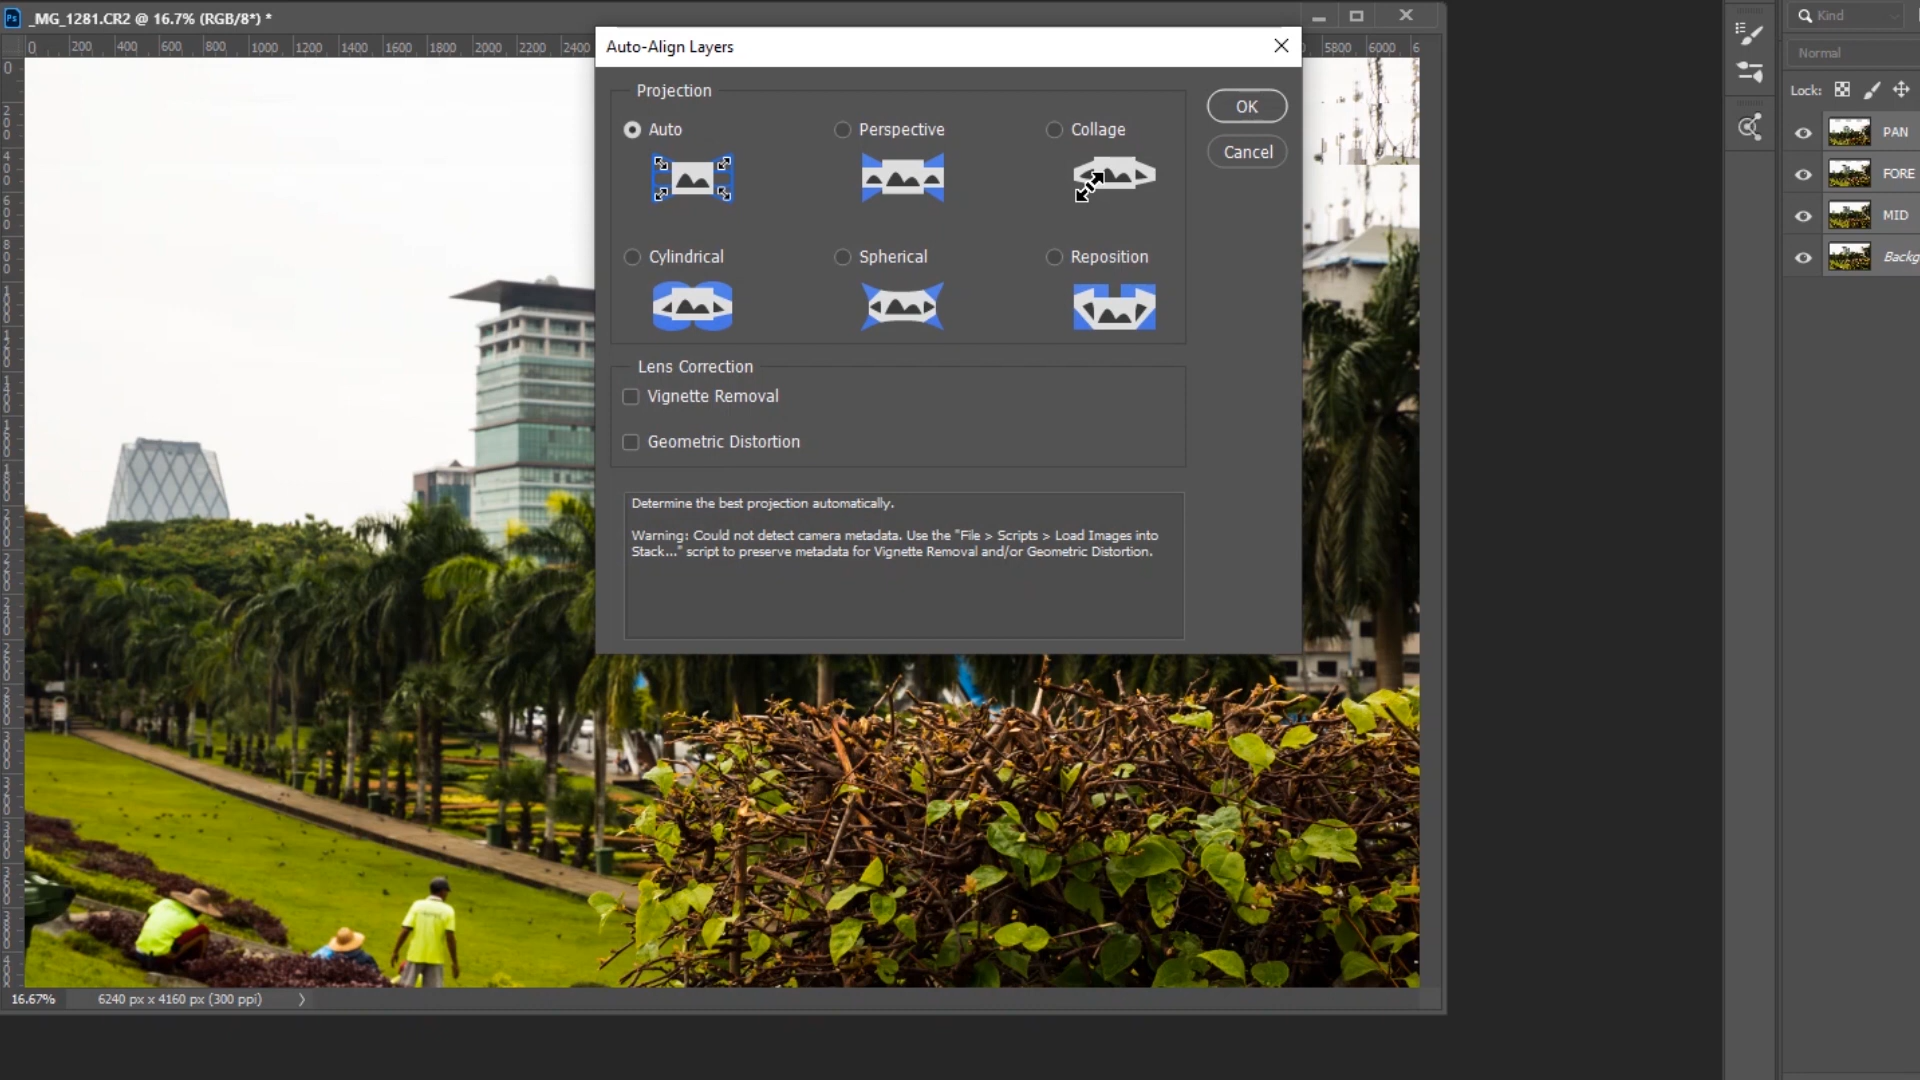 Ps
_MG_1281.CR2 @ 16.7% (RGB/8*) *
0 200 400 600 800 1000 1200 1400 1600 1800 2000 2200 2400
5800 6000 6
Auto-Align Layers
Projection
Auto
Perspective
Collage
Cylindrical
Spherical
Reposition
OK
Cancel
Lens Correction
Vignette Removal
Geometric Distortion
Determine the best projection automatically.
Warning: Could not detect camera metadata. Use the "File > Scripts > Load Images into
Stack..." script to preserve metadata for Vignette Removal and/or Geometric Distortion.
Kind
Normal
Lock:
PAN
FORE
MID
Backg
16.67%
6240 px x 4160 px (300 ppi)